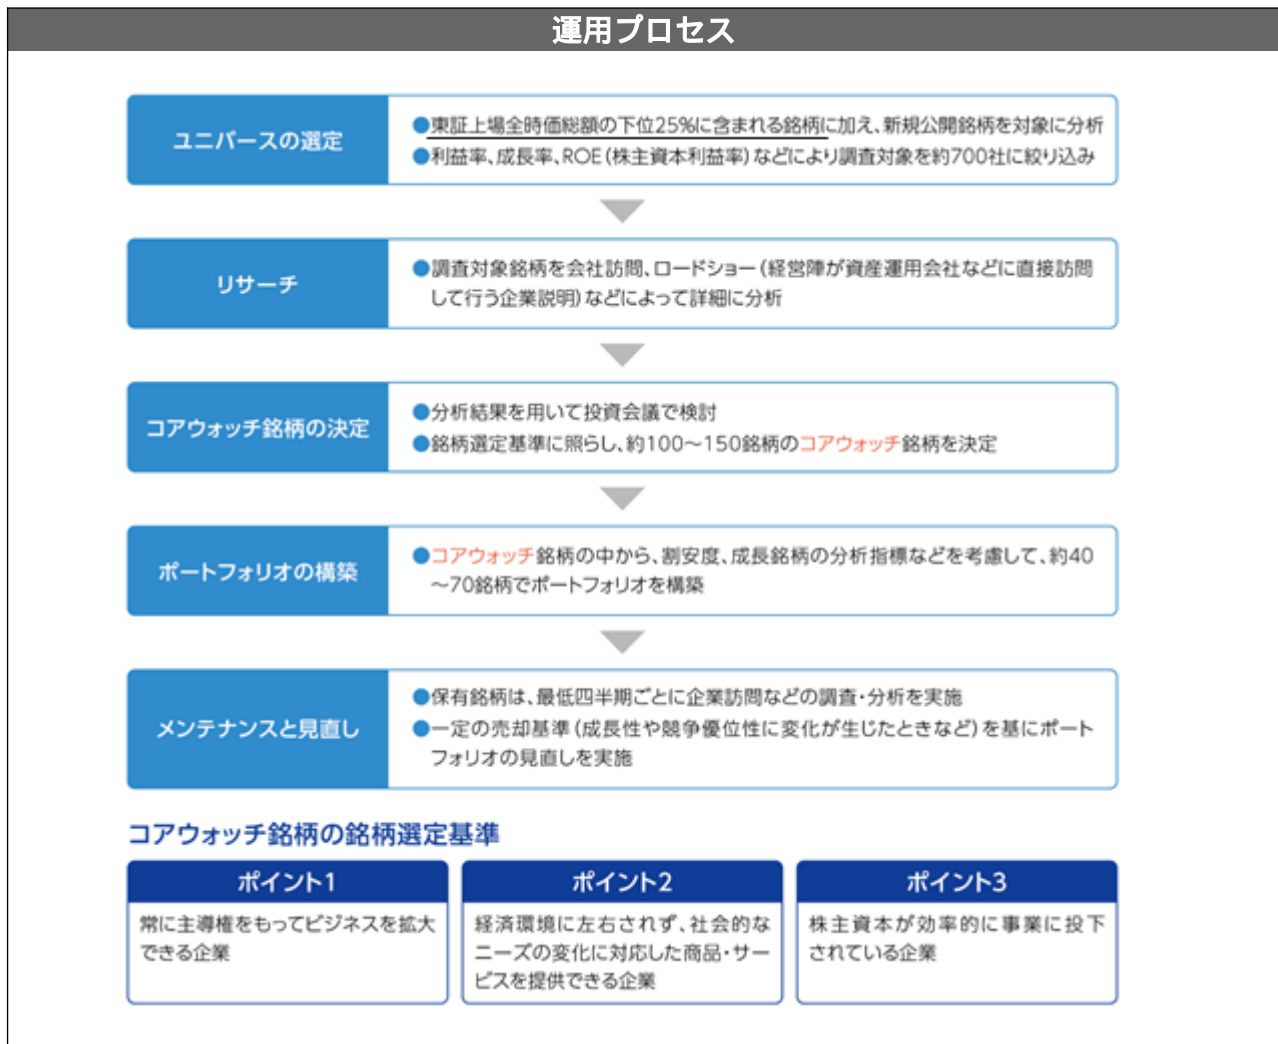 運用プロセス
ユニバースの選定
●東証上場全時価総額の下位25%に含まれる銘柄に加え、新規公開銘柄を対象に分析
●利益率、成長率、ROE(株主資本利益率)などにより調査対象を約700社に絞り込み
リサーチ
●調査対象銘柄を会社訪問、ロードショー(経営陣が資産運用会社などに直接訪問
して行う企業説明)などによって詳細に分析
コアウォッチ銘柄の決定
●分析結果を用いて投資会議で検討
●銘柄選定基準に照らし、約100～150銘柄のコアウォッチ銘柄を決定
ポートフォリオの構築
●コアウォッチ銘柄の中から、割安度、成長銘柄の分析指標などを考慮して、約40
～70銘柄でポートフォリオを構築
メンテナンスと見直し
●保有銘柄は、最低四半期ごとに企業訪問などの調査・分析を実施
●一定の売却基準(成長性や競争優位性に変化が生じたときなど)を基にポート
フォリオの見直しを実施
コアウォッチ銘柄の銘柄選定基準
ポイント1
常に主導権をもってビジネスを拡大
できる企業
ポイント2
経済環境に左右されず、社会的な
ニーズの変化に対応した商品・サー
ビスを提供できる企業
ポイント3
株主資本が効率的に事業に投下
されている企業